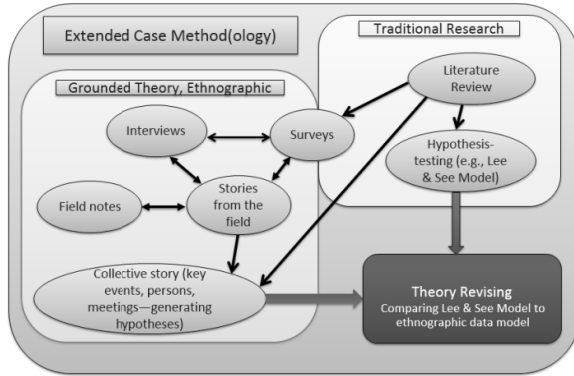 Extended Case Method(ology)
Traditional Research
Grounded Theory, Ethnographic
Literature
Review
Interviews
Surveys
Hypothesis-
testing (e.g., Lee
& See Model)
Stories
from the
field
Field notes
Collective story (key
events, persons,
meetings—generating
hypotheses)
Theory Revising
Comparing Lee & See Model to
ethnographic data model